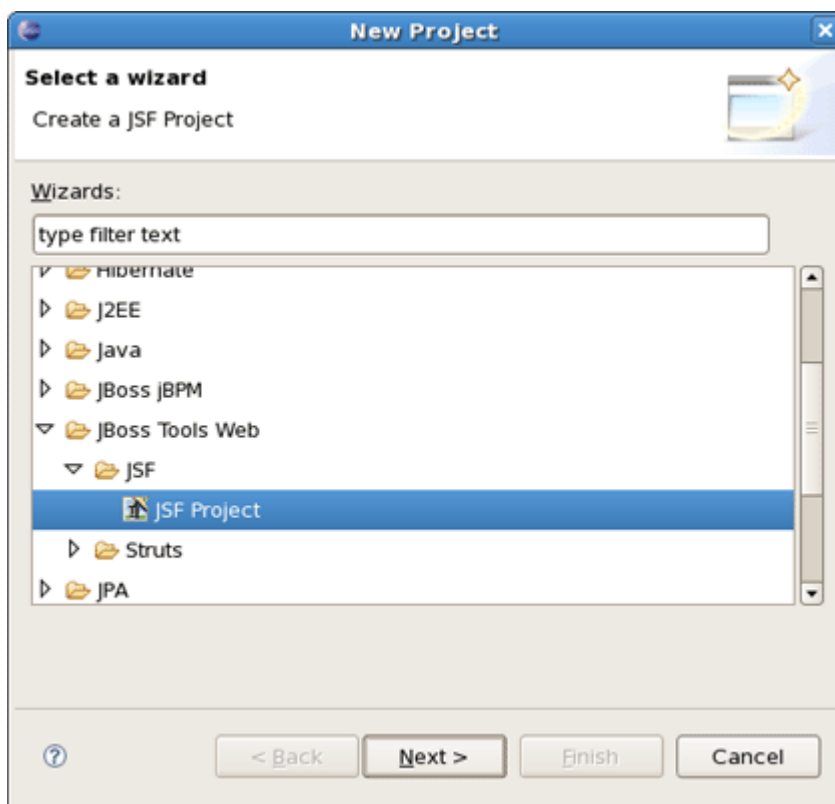 New Project
Select a wizard
Create a JSF Project
Wizards:
type filter text
Hibernate
J2EE
Java
JBoss jBPM
JBoss Tools Web
JSF
JSF Project
Struts
JPA
? < Back Next > Finish Cancel